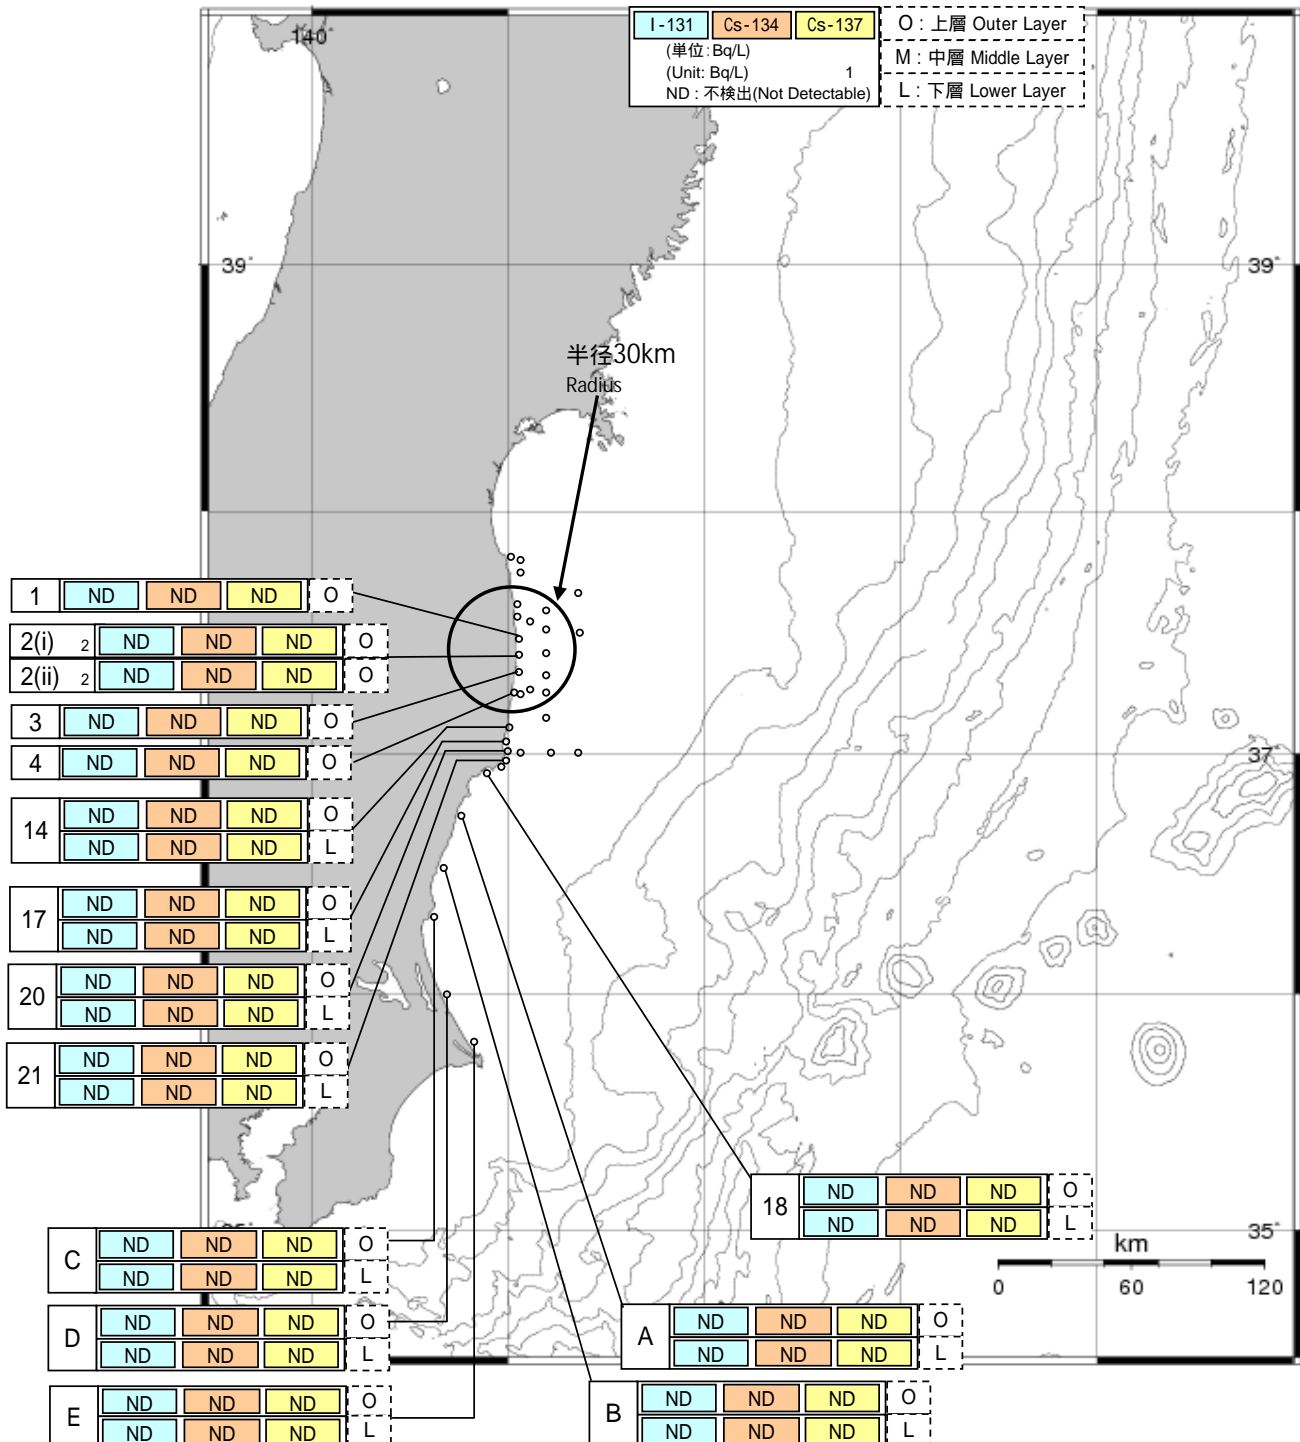 140°
I-131 Cs-134 Cs-137
(単位:Bq/L)
(Unit: Bq/L) 1
ND : 不検出(Not Detectable)
O : 上層 Outer Layer
M : 中層 Middle Layer
L : 下層 Lower Layer
39° 39°
半径30km
Radius
1 ND ND ND O
2(i) 2 ND ND ND O
2(ii) 2 ND ND ND O
3 ND ND ND O
4 ND ND ND O
37°
14 ND ND ND O
ND ND ND L
17 ND ND ND O
ND ND ND L
20 ND ND ND O
ND ND ND L
21 ND ND ND O
ND ND ND L
18 ND ND ND O
ND ND ND L
35°
km
0 60 120
C ND ND ND O
ND ND ND L
D ND ND ND O
ND ND ND L
E ND ND ND O
ND ND ND L
A ND ND ND O
ND ND ND L
B ND ND ND O
ND ND ND L